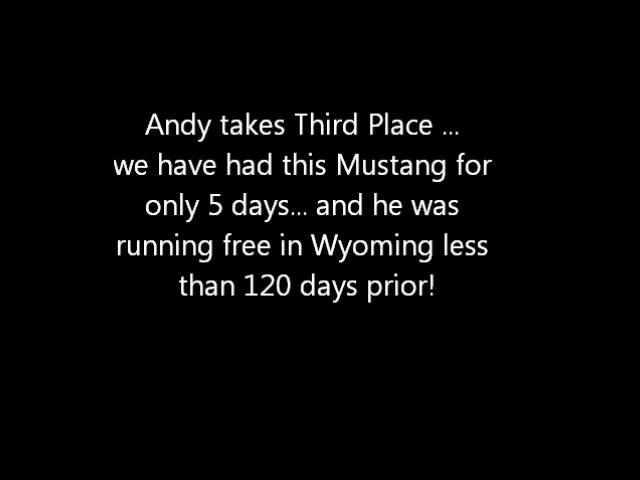 Andy takes Third Place ...
we have had this Mustang for
only 5 days... and he was
running free in Wyoming less
than 120 days prior!